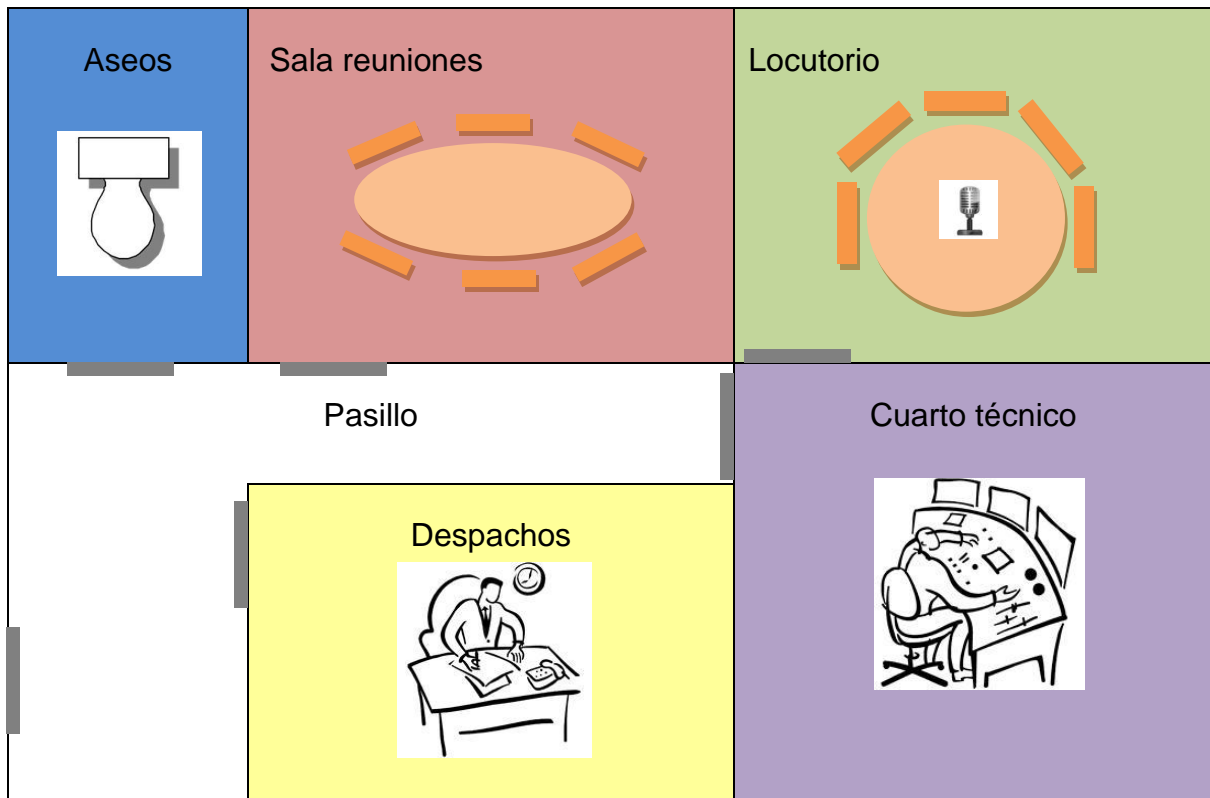 Aseos
Sala reuniones
Locutorio
Pasillo
Cuarto técnico
Despachos